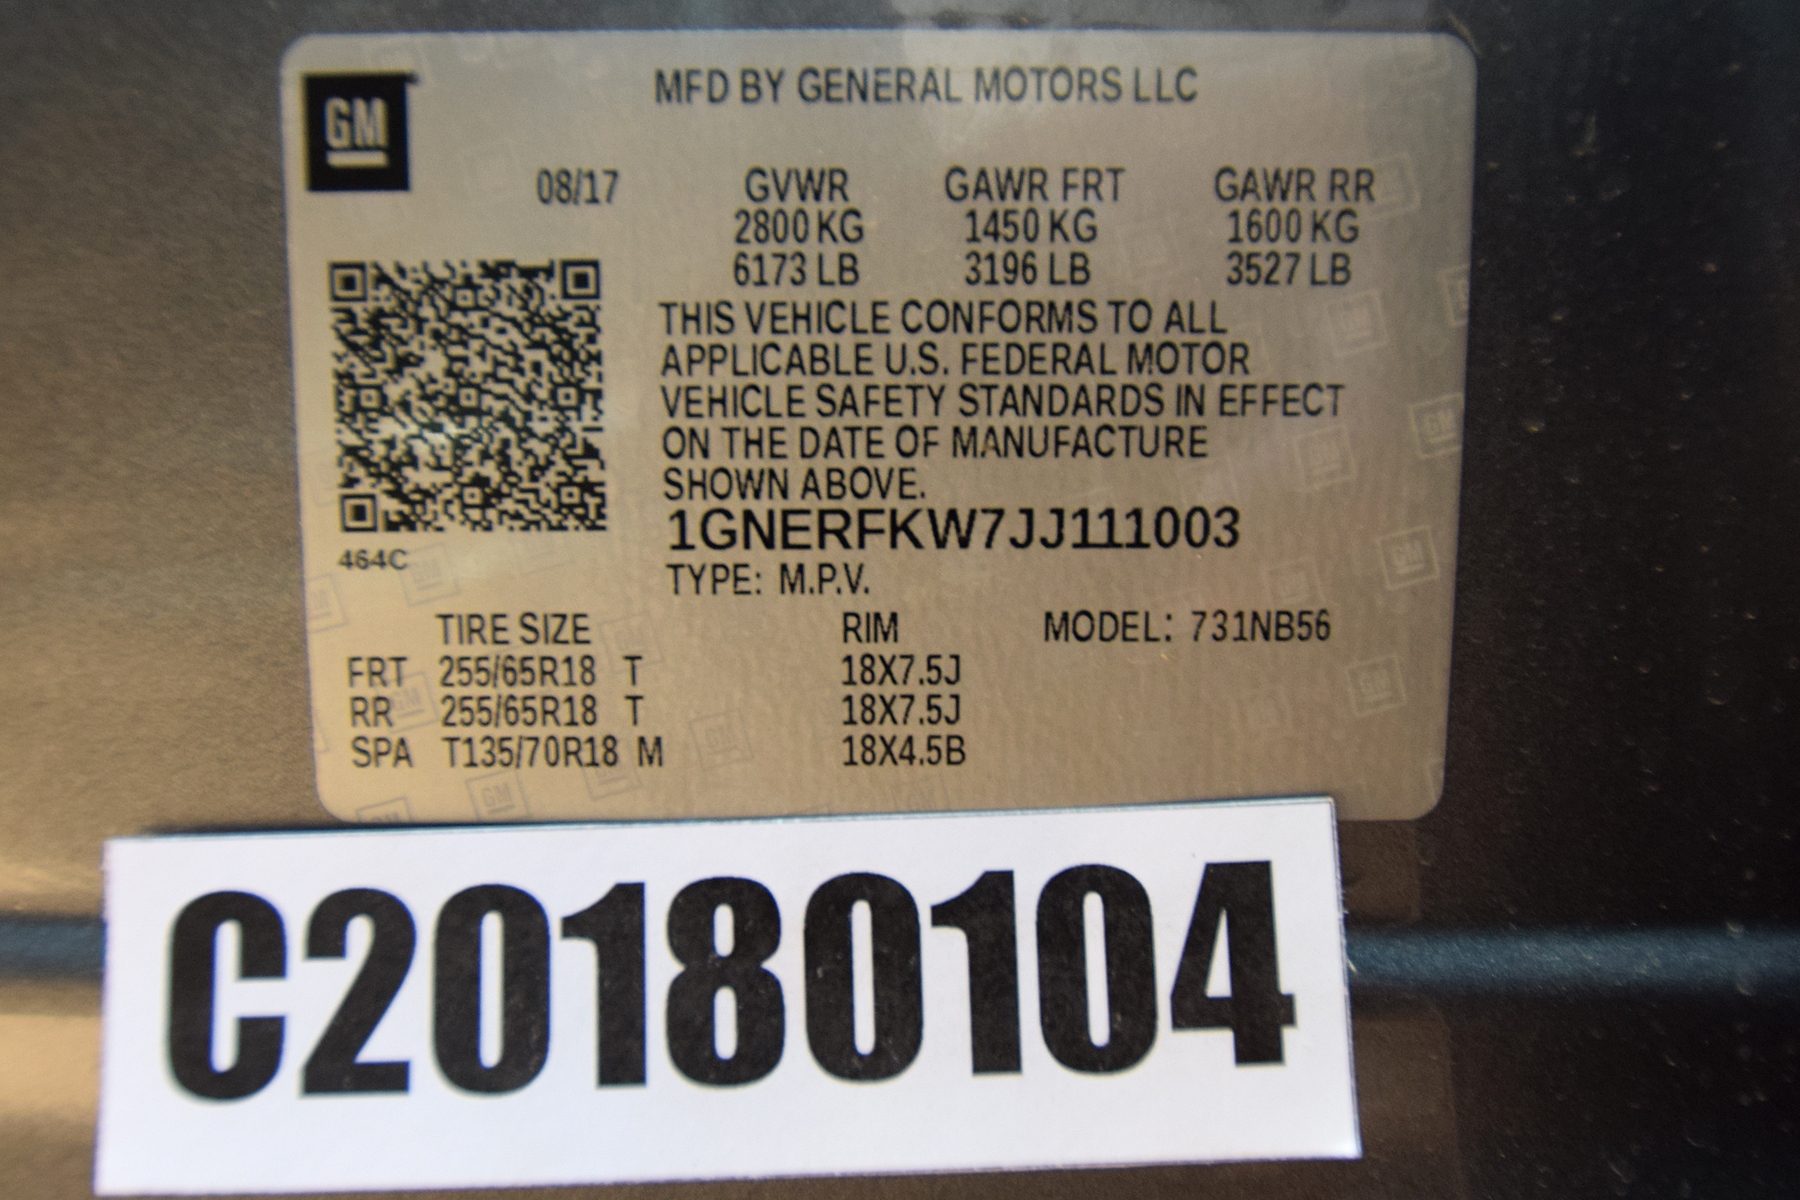 MFD BY GENERAL MOTORS LLC
GM
08/17 GVWR GAWR FRT GAWR RR
2800 KG 1450 KG 1600 KG
6173 LB 3196 LB 3527 LB
THIS VEHICLE CONFORMS TO ALL
APPLICABLE U.S. FEDERAL MOTOR
VEHICLE SAFETY STANDARDS IN EFFECT
ON THE DATE OF MANUFACTURE
SHOWN ABOVE.
1GNERFKW7JJ111003
464C
TYPE: M.P.V.
TIRE SIZE RIM MODEL: 731NB56
FRT 255/65R18 T 18X7.5J
RR 255/65R18 T 18X7.5J
SPA T135/70R18 M 18X4.5B
C20180104